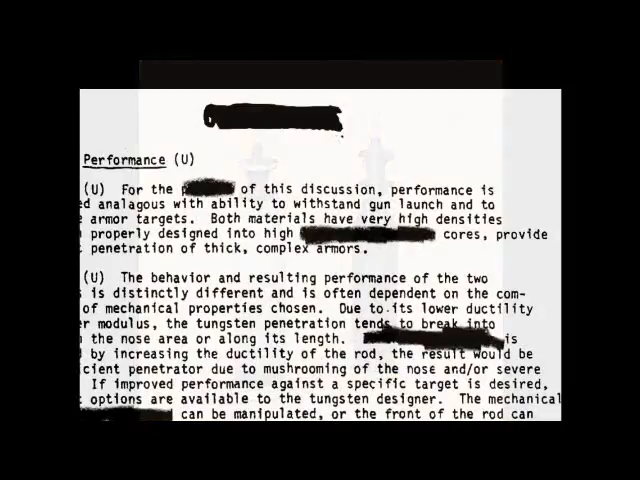 Performance (U)
(U) For the p of this discussion, performance is
ed analagous with ability to withstand gun launch and to
e armor targets. Both materials have very high densities
properly designed into high cores, provide
t penetration of thick, complex armors.
(U) The behavior and resulting performance of the two
s is distinctly different and is often dependent on the com-
of mechanical properties chosen. Due to its lower ductility
er modulus, the tungsten penetration tends to break into
the nose area or along its length. is
d by increasing the ductility of the rod, the result would be
cient penetrator due to mushrooming of the nose and/or severe
If improved performance against a specific target is desired,
t options are available to the tungsten designer. The mechanical
can be manipulated, or the front of the rod can